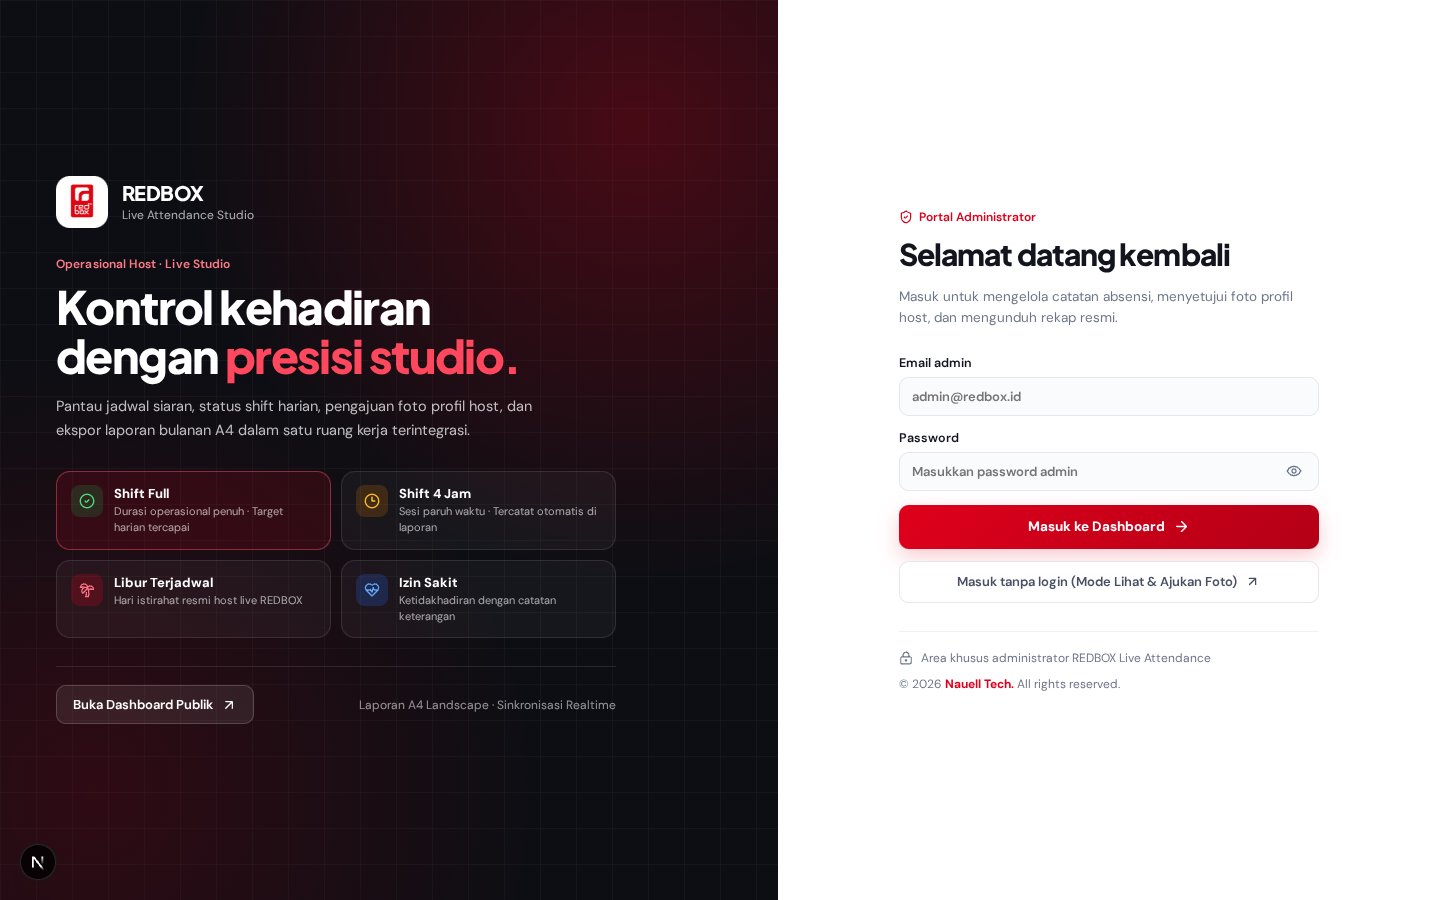 red
box
REDBOX
Live Attendance Studio
Operasional Host · Live Studio
Kontrol kehadiran
dengan presisi studio.
Pantau jadwal siaran, status shift harian, pengajuan foto profil host, dan
ekspor laporan bulanan A4 dalam satu ruang kerja terintegrasi.
Shift Full
Durasi operasional penuh · Target
harian tercapai
Shift 4 Jam
Sesi paruh waktu · Tercatat otomatis di
laporan
Libur Terjadwal
Hari istirahat resmi host live REDBOX
Izin Sakit
Ketidakhadiran dengan catatan
keterangan
Buka Dashboard Publik
Laporan A4 Landscape · Sinkronisasi Realtime
N
Portal Administrator
Selamat datang kembali
Masuk untuk mengelola catatan absensi, menyetujui foto profil
host, dan mengunduh rekap resmi.
Email admin
admin@redbox.id
Password
Masukkan password admin
Masuk ke Dashboard
Masuk tanpa login (Mode Lihat & Ajukan Foto)
Area khusus administrator REDBOX Live Attendance
© 2026 Nauell Tech. All rights reserved.